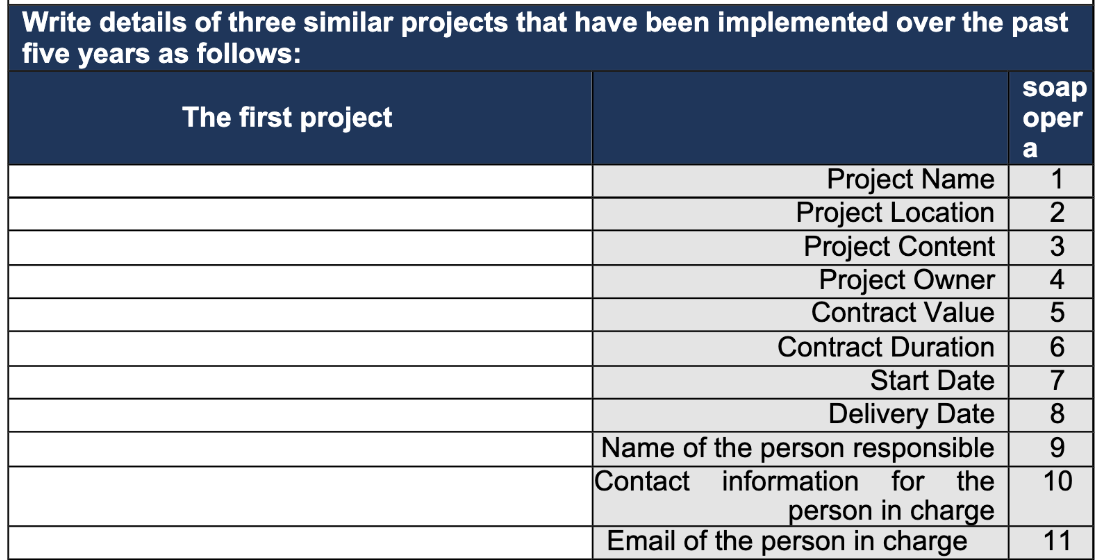 Write details of three similar projects that have been implemented over the past
five years as follows:
The first project
soap
oper
a
Project Name 1
Project Location 2
Project Content 3
Project Owner 4
Contract Value 5
Contract Duration 6
Start Date 7
Delivery Date 8
Name of the person responsible 9
Contact information for the 10
person in charge
Email of the person in charge 11